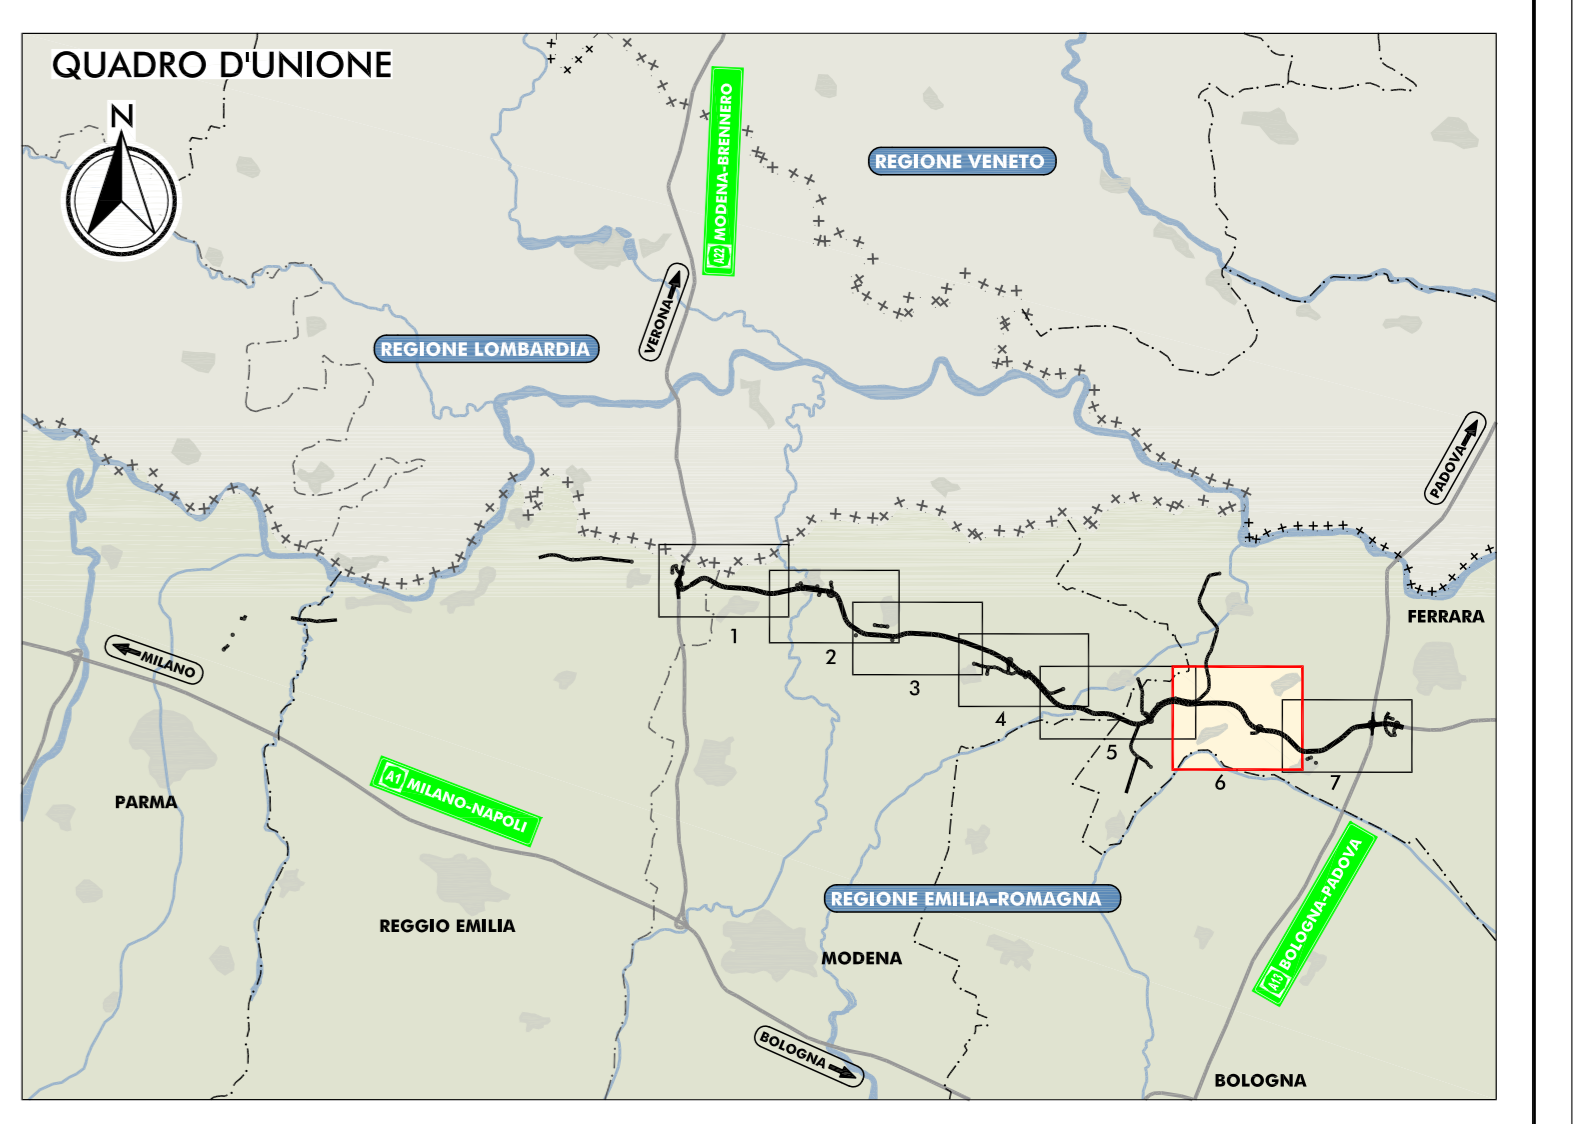 QUADRO D'UNIONE
N
A22 MODENA-BRENNERO
REGIONE VENETO
VERONA
REGIONE LOMBARDIA
PADOVA
FERRARA
MILANO
1
2
3
4
5
6
7
PARMA
A1 MILANO-NAPOLI
REGIONE EMILIA-ROMAGNA
REGGIO EMILIA
MODENA
A13 BOLOGNA-PADOVA
BOLOGNA
BOLOGNA